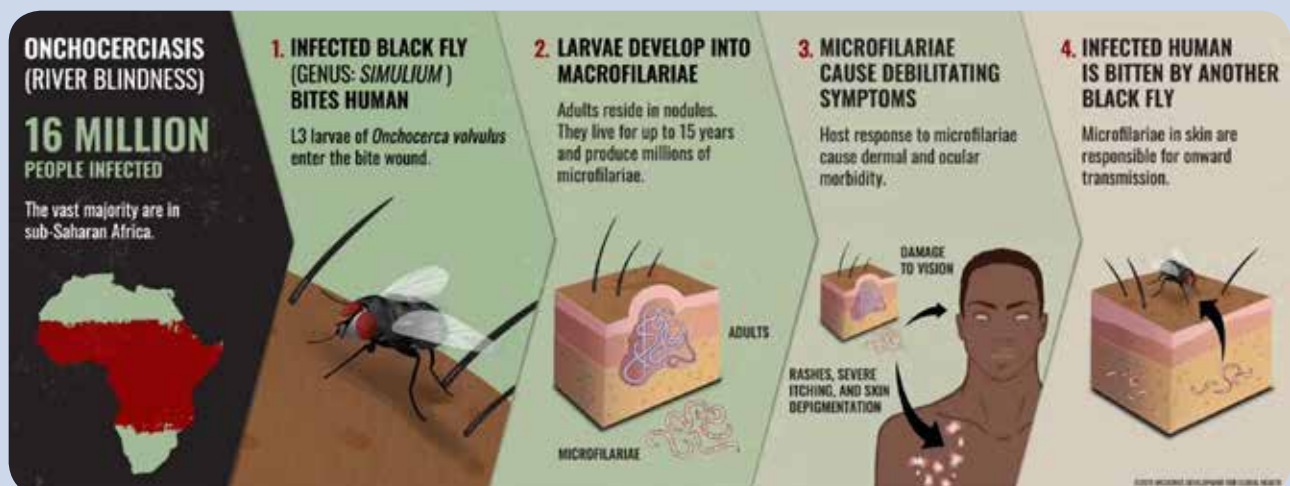 ONCHOCERCIASIS
(RIVER BLINDNESS)
16 MILLION
PEOPLE INFECTED
The vast majority are in
sub-Saharan Africa.
1. INFECTED BLACK FLY
(GENUS: SIMULIUM )
BITES HUMAN
L3 larvae of Onchocerca volvulus
enter the bite wound.
2. LARVAE DEVELOP INTO
MACROFILARIAE
Adults reside in nodules.
They live for up to 15 years
and produce millions of
microfilariae.
ADULTS
MICROFILARIAE
3. MICROFILARIAE
CAUSE DEBILITATING
SYMPTOMS
Host response to microfilariae
cause dermal and ocular
morbidity.
DAMAGE
TO VISION
RASHES, SEVERE
ITCHING, AND SKIN
DEPIGMENTATION
4. INFECTED HUMAN
IS BITTEN BY ANOTHER
BLACK FLY
Microfilariae in skin are
responsible for onward
transmission.
MEDICINES DEVELOPMENT FOR GLOBAL HEALTH